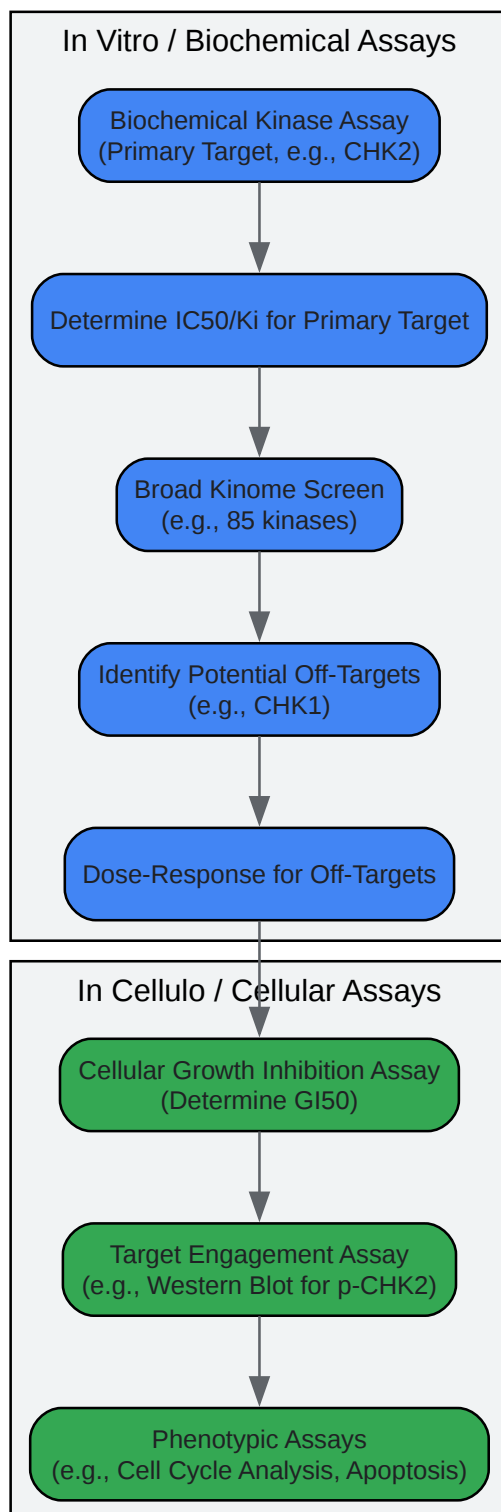 In Vitro / Biochemical Assays
Biochemical Kinase Assay
(Primary Target, e.g., CHK2)
Determine IC50/Ki for Primary Target
Broad Kinome Screen
(e.g., 85 kinases)
Identify Potential Off-Targets
(e.g., CHK1)
Dose-Response for Off-Targets
In Cellulo / Cellular Assays
Cellular Growth Inhibition Assay
(Determine GI50)
Target Engagement Assay
(e.g., Western Blot for p-CHK2)
Phenotypic Assays
(e.g., Cell Cycle Analysis, Apoptosis)